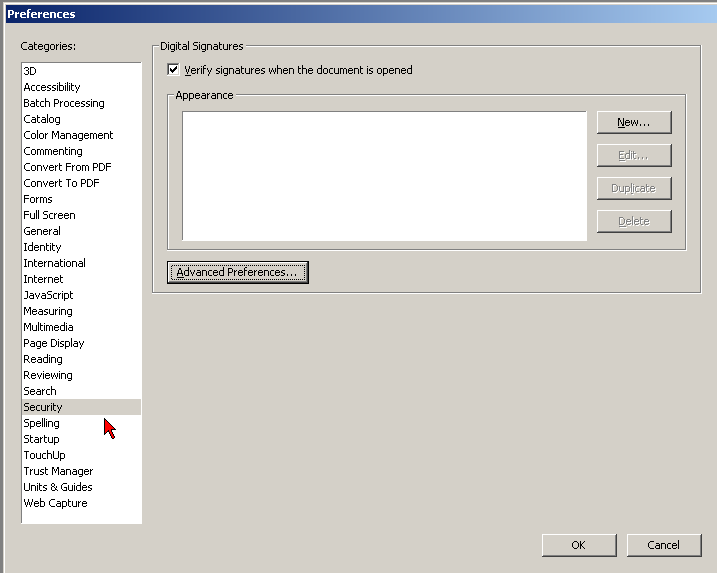 Preferences
Categories:
3D
Accessibility
Batch Processing
Catalog
Color Management
Commenting
Convert From PDF
Convert To PDF
Forms
Full Screen
General
Identity
International
Internet
JavaScript
Measuring
Multimedia
Page Display
Reading
Reviewing
Search
Security
Spelling
Startup
TouchUp
Trust Manager
Units & Guides
Web Capture
Digital Signatures
Verify signatures when the document is opened
Appearance
New...
Edit...
Duplicate
Delete
Advanced Preferences...
OK
Cancel